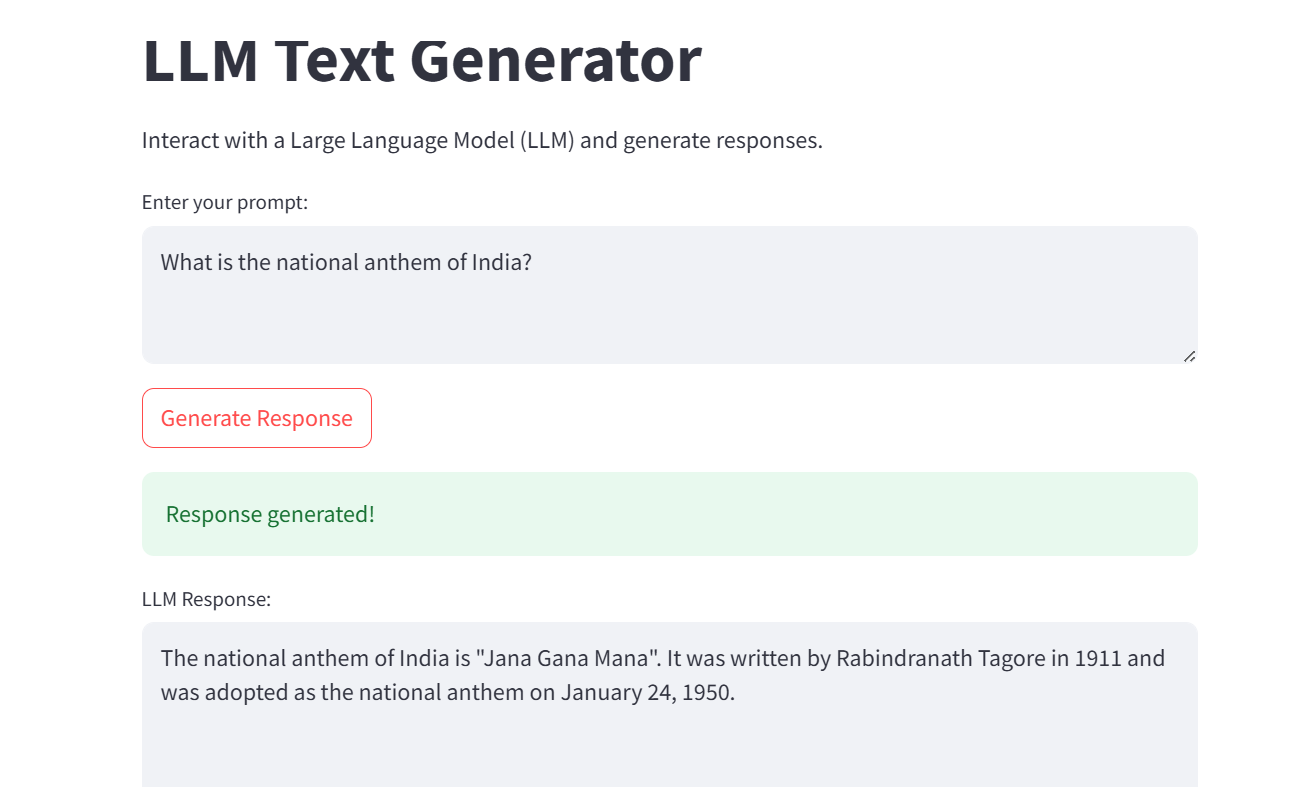 LLM Text Generator
Interact with a Large Language Model (LLM) and generate responses.
Enter your prompt:
What is the national anthem of India?
Generate Response
Response generated!
LLM Response:
The national anthem of India is "Jana Gana Mana". It was written by Rabindranath Tagore in 1911 and
was adopted as the national anthem on January 24, 1950.